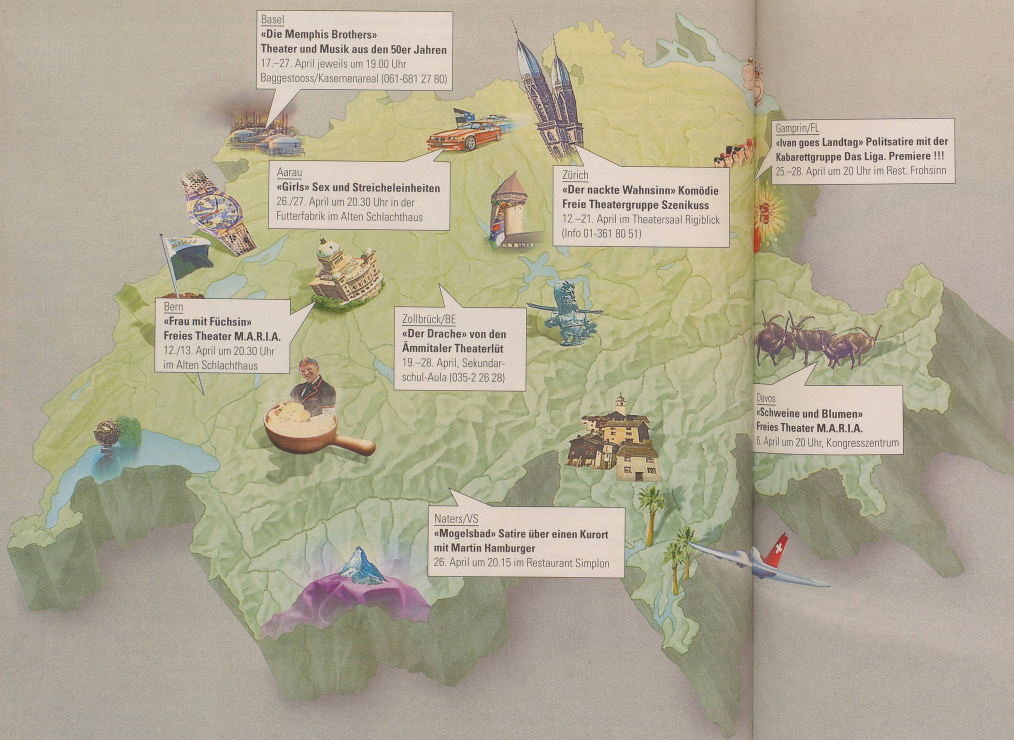 Basel
«Die Memphis Brothers»
Theater und Musik aus den 50er Jahren
17.–27. April jeweils um 19.00 Uhr
Baggestooss/Kasernenareal (061-681 27 80)
Aarau
«Girls» Sex und Streicheleinheiten
26./27. April um 20.30 Uhr in der
Futterfabrik im Alten Schlachthaus
Zürich
«Der nackte Wahnsinn» Komödie
Freie Theatergruppe Szenikuss
12.–21. April im Theatersaal Rigiblick
(Info 01-361 80 51)
Gamprin/FL
«Ivan goes Landtag» Politsatire mit der
Kabarettgruppe Das Liga. Premiere !!!
25.–28. April um 20 Uhr im Rest. Frohsinn
Bern
«Frau mit Füchsin»
Freies Theater M.A.R.I.A.
12./13. April um 20.30 Uhr
im Alten Schlachthaus
Zollbrück/BE
«Der Drache» von den
Ämmitaler Theaterlüt
19.–28. April, Sekundar-
schul-Aula (035-2 26 28)
Davos
«Schweine und Blumen»
Freies Theater M.A.R.I.A.
6. April um 20 Uhr, Kongresszentrum
Naters/VS
«Mogelsbad» Satire über einen Kurort
mit Martin Hamburger
26. April um 20.15 im Restaurant Simplon